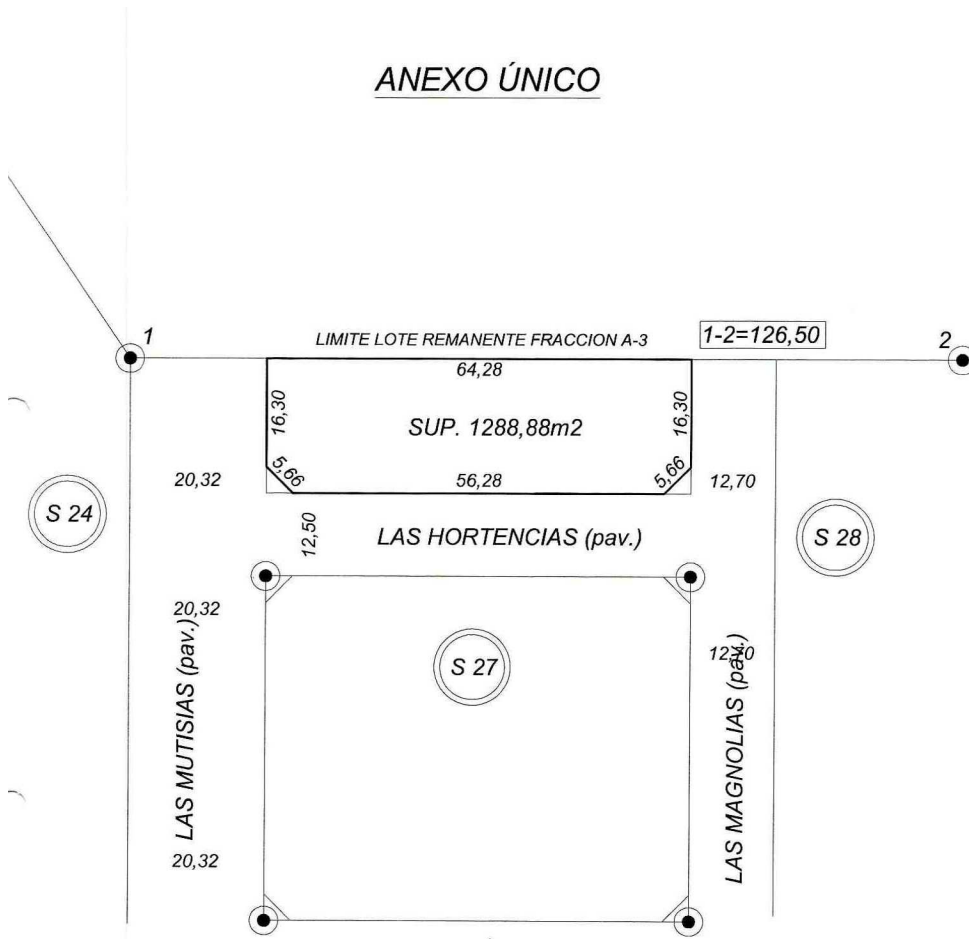 ANEXO ÚNICO
1
LIMITE LOTE REMANENTE FRACCION A-3
1-2=126,50
2
64,28
16,30
SUP. 1288,88m2
16,30
5,66
56,28
5,66
20,32
12,70
S 24
12,50
LAS HORTENCIAS (pav.)
S 28
20,32
LAS MUTISIAS (pav.)
S 27
12,70
LAS MAGNOLIAS (pav.)
20,32